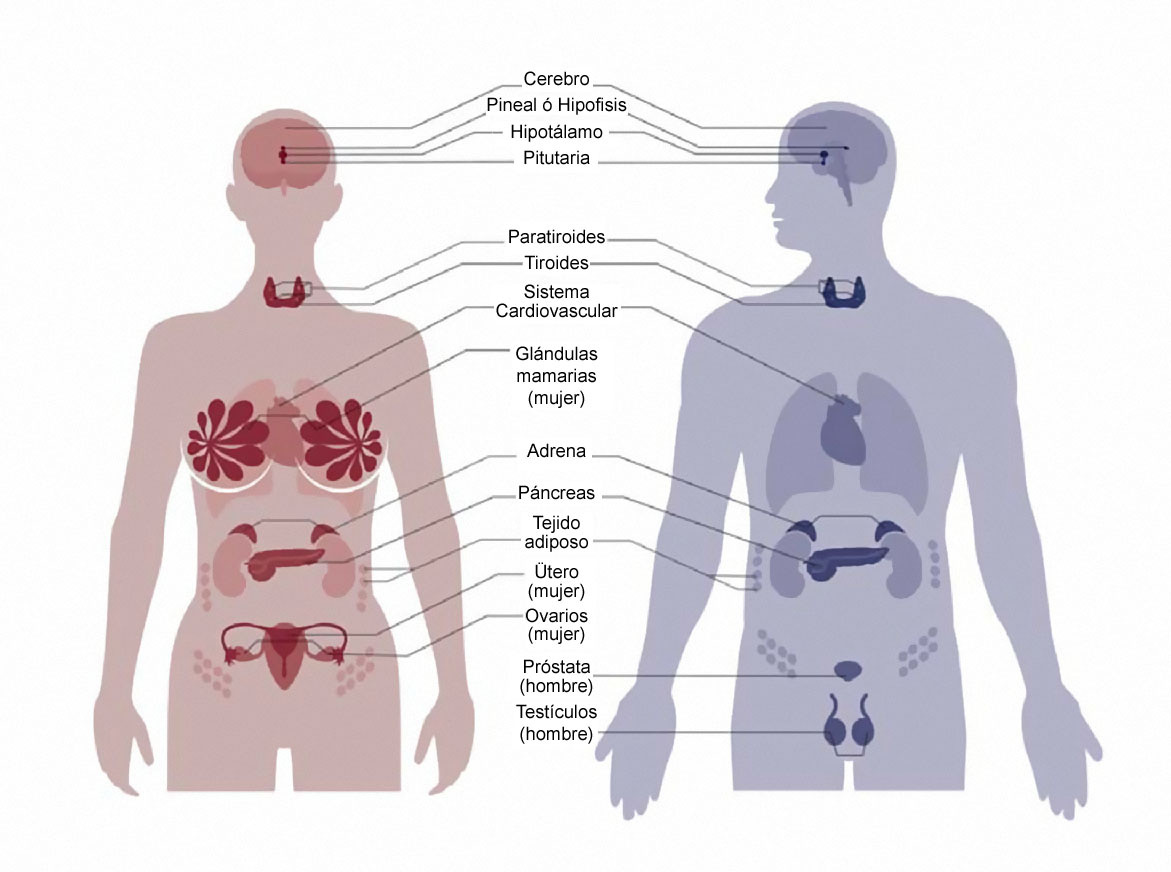 Cerebro
Pineal ó Hipofisis
Hipotálamo
Pitutaria
Paratiroides
Tiroides
Sistema
Cardiovascular
Glándulas
mamarias
(mujer)
Adrena
Páncreas
Tejido
adiposo
Ütero
(mujer)
Ovarios
(mujer)
Próstata
(hombre)
Testículos
(hombre)